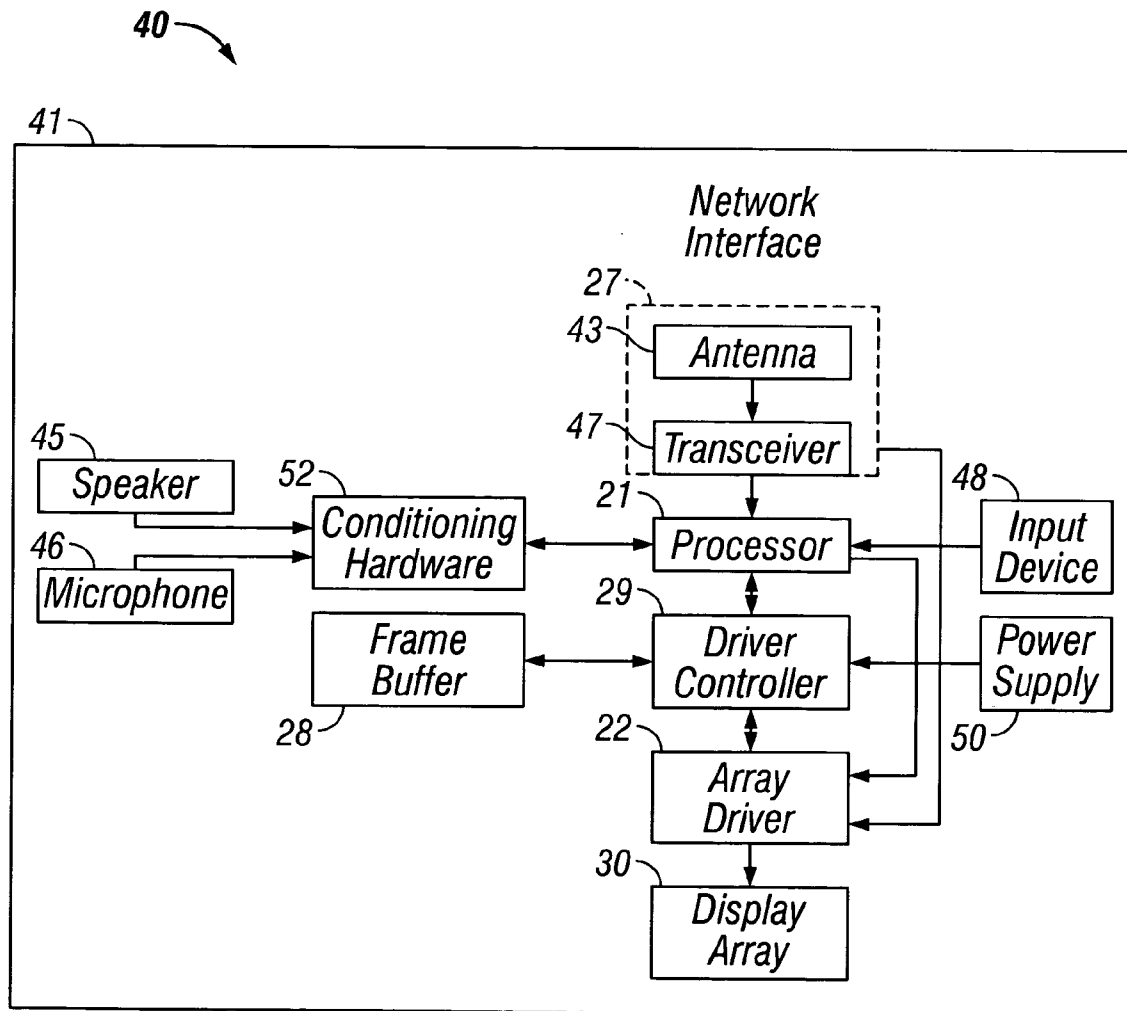 40
41
Network
Interface
27
43
Antenna
47
Transceiver
45
Speaker
52
Conditioning
Hardware
21
Processor
48
Input
Device
46
Microphone
29
Driver
Controller
Frame
Buffer
28
Power
Supply
50
22
Array
Driver
30
Display
Array